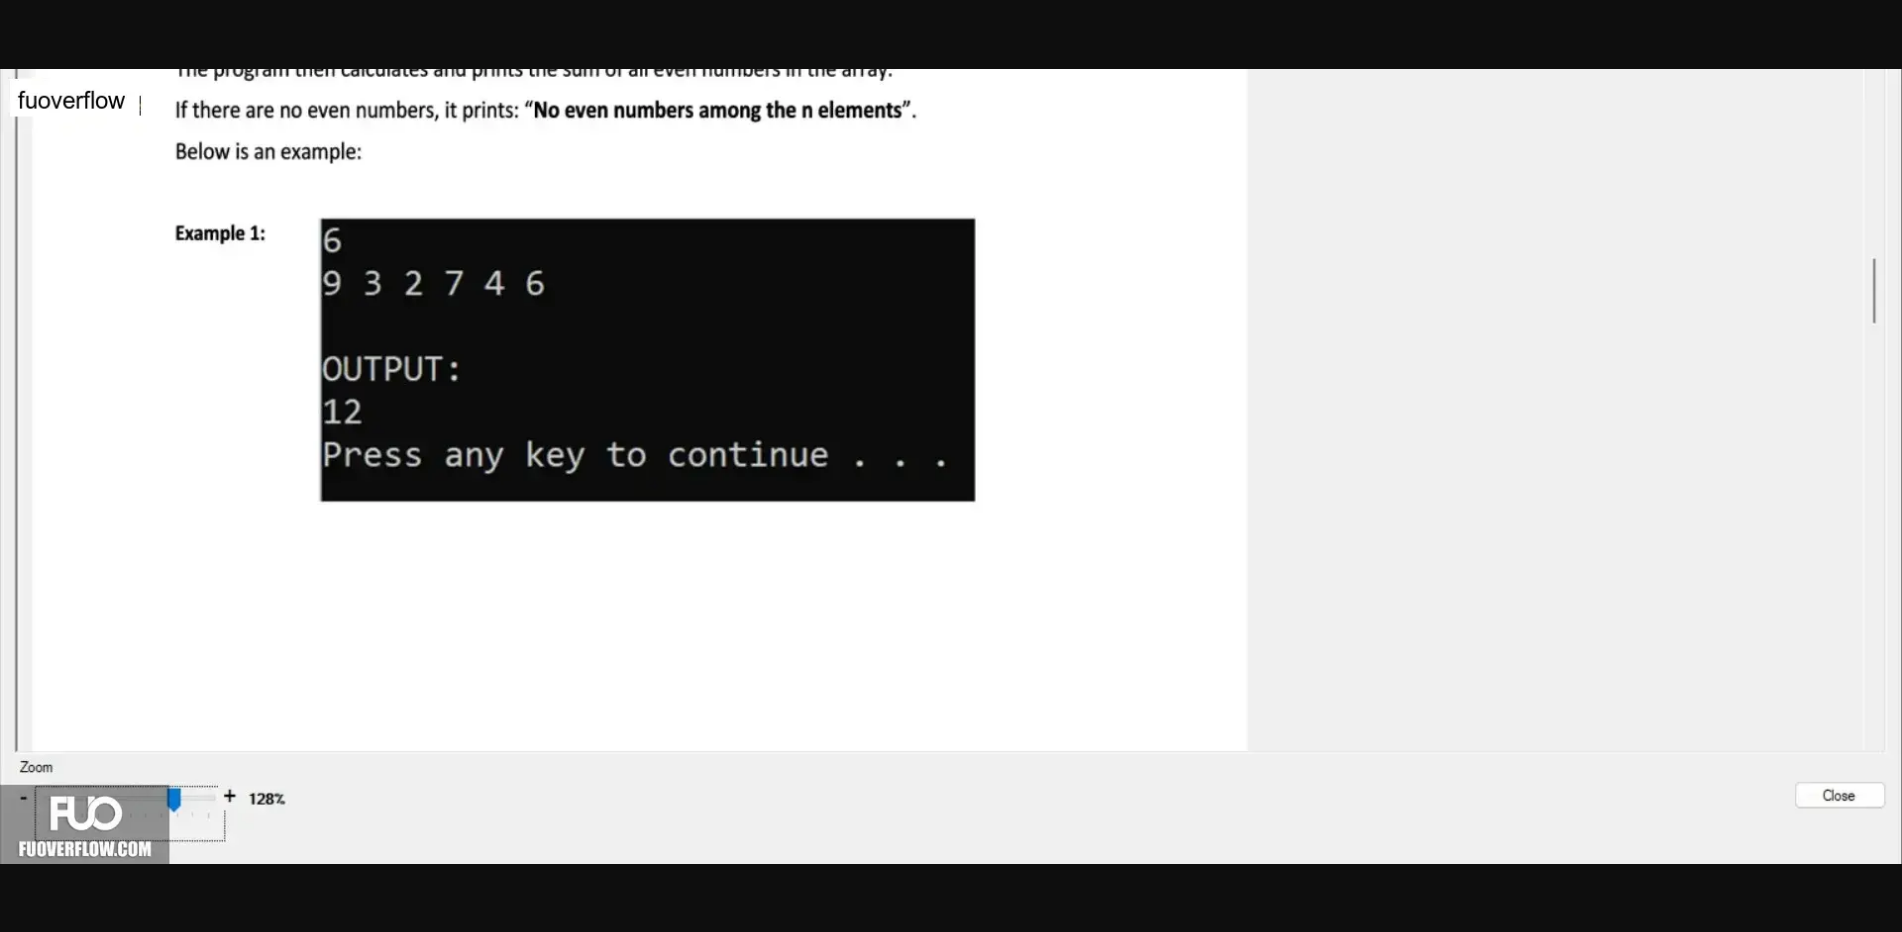 The program then calculates and prints the sum of all even numbers in the array.
fuoverflow
If there are no even numbers, it prints: “No even numbers among the n elements”.
Below is an example:
Example 1:
6
9 3 2 7 4 6
OUTPUT:
12
Press any key to continue . . .
Zoom
- + 128%
Close
FUO
FUOVERFLOW.COM